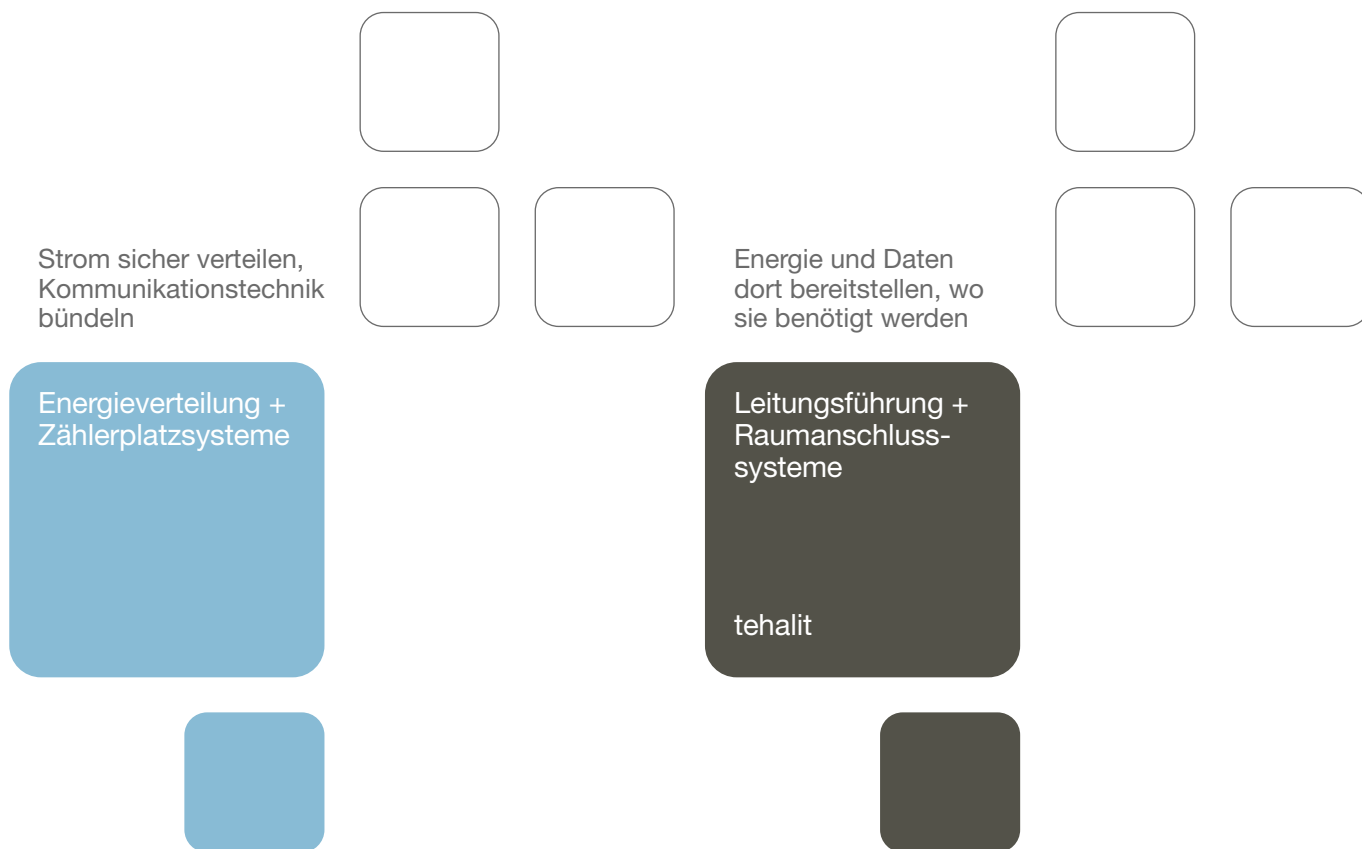 Strom sicher verteilen,
Kommunikationstechnik
bündeln
Energieverteilung +
Zählerplatzsysteme
Energie und Daten
dort bereitstellen, wo
sie benötigt werden
Leitungsführung +
Raumanschluss-
systeme
tehalit